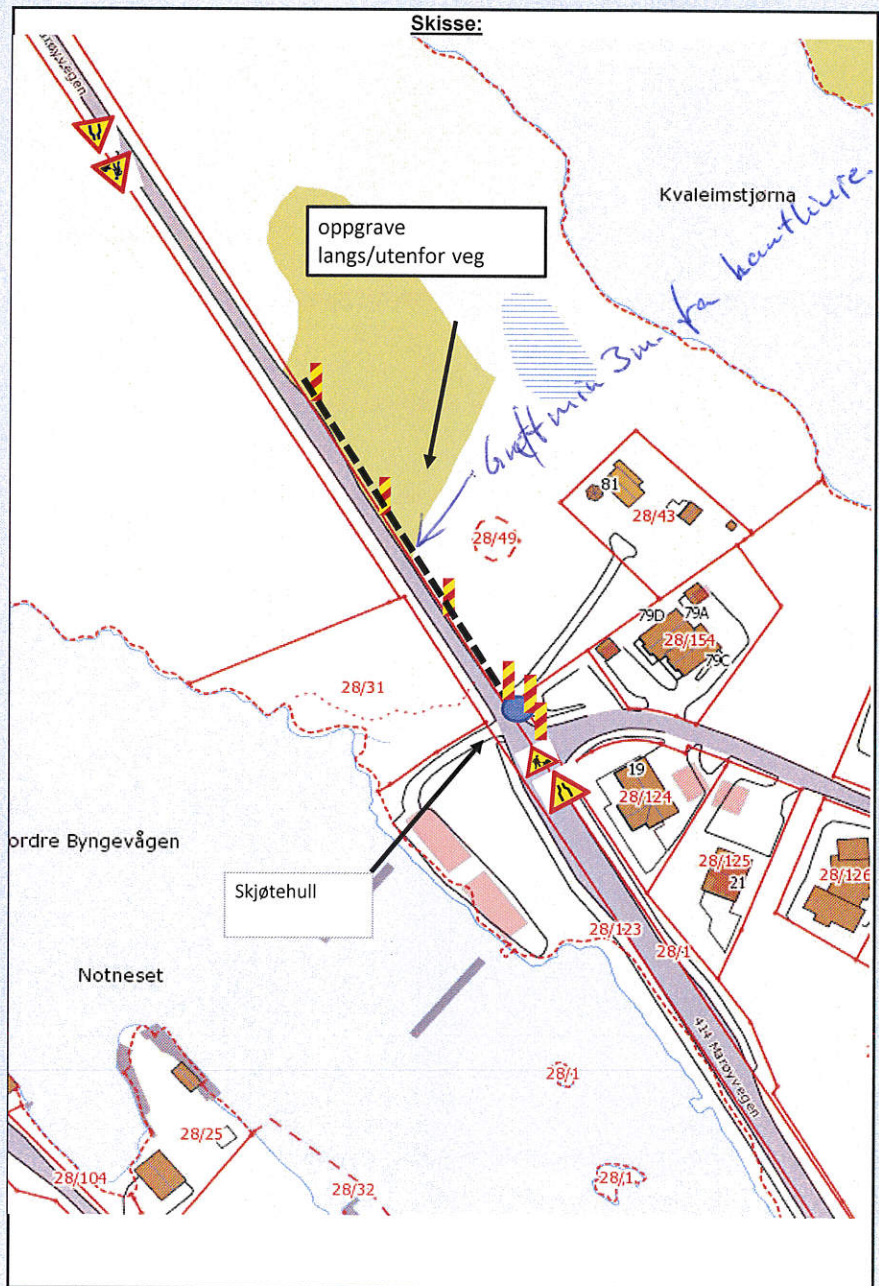 Skisse:
røyvegen
Kvaleimstjørna
oppgrave
langs/utenfor veg
Grøft min 3m. fra kantlinje.
81
28/43
28/49
79D
79A
28/154
79C
28/31
19
28/124
ordre Byngevågen
28/125
21
28/126
Skjøtehull
28/123
28/1
Notneset
414 Marøyvegen
28/1
28/25
28/104
28/32
28/1